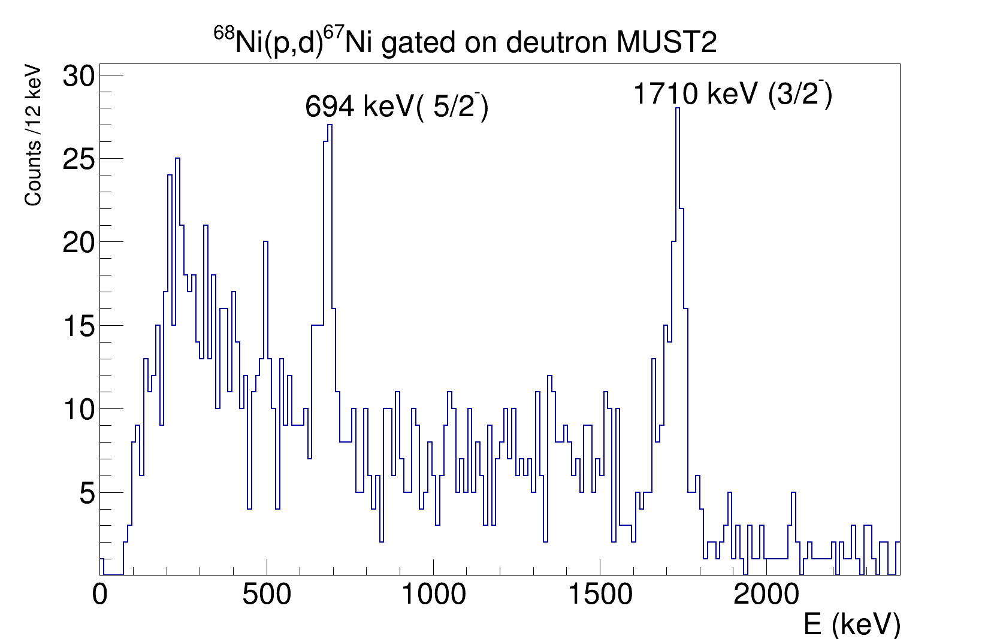 ⁶⁸Ni(p,d)⁶⁷Ni gated on deutron MUST2
Counts /12 keV
30
25
20
15
10
5
694 keV( 5/2⁻)
1710 keV (3/2⁻)
0 500 1000 1500 2000
E (keV)